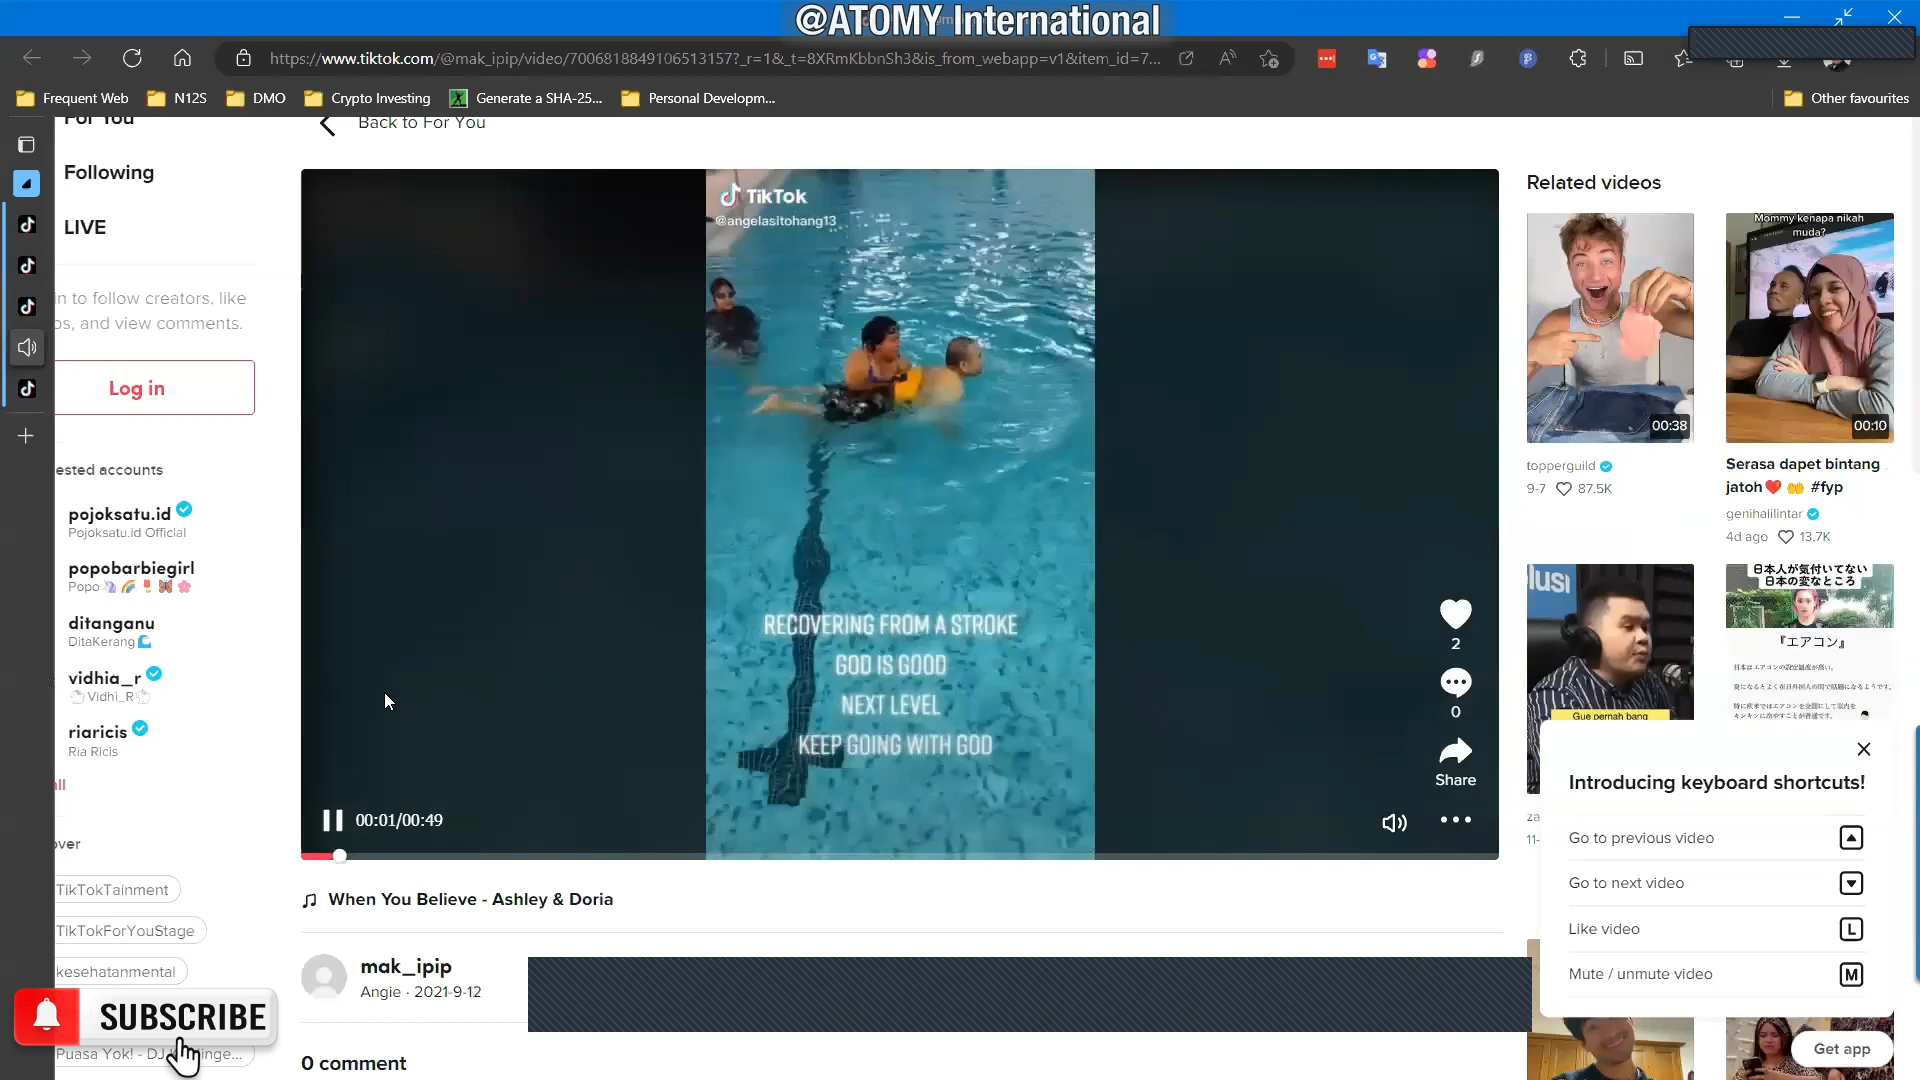 @ATOMY International
https://www.tiktok.com/@mak_ipip/video/7006818849106513157?_r=1&_t=8XRmKbbnSh3&is_from_webapp=v1&item_id=7...
Frequent Web
N12S
DMO
Crypto Investing
Generate a SHA-25...
Personal Developm...
Other favourites
For You
Following
LIVE
in to follow creators, like
os, and view comments.
Log in
ested accounts
pojoksatu.id
Pojoksatu.id Official
popobarbiegirl
Popo
ditanganu
DitaKerang
vidhia_r
Vidhi_R
riaricis
Ria Ricis
all
over
TikTokTainment
TikTokForYouStage
kesehatanmental
SUBSCRIBE
Back to For You
TikTok
@angelasitohang13
RECOVERING FROM A STROKE
GOD IS GOOD
NEXT LEVEL
KEEP GOING WITH GOD
2
0
Share
00:01/00:49
When You Believe - Ashley & Doria
mak_ipip
Angie · 2021-9-12
0 comment
Related videos
00:38
topperguild
9-7 87.5K
Mommy kenapa nikah
muda?
00:10
Serasa dapet bintang
jatoh❤️ 🤲 #fyp
genihalilintar
4d ago 13.7K
Gue pernah bang
日本人が気付いてない
日本の変なところ
『エアコン』
Introducing keyboard shortcuts!
Go to previous video
Go to next video
Like video L
Mute / unmute video M
Get app